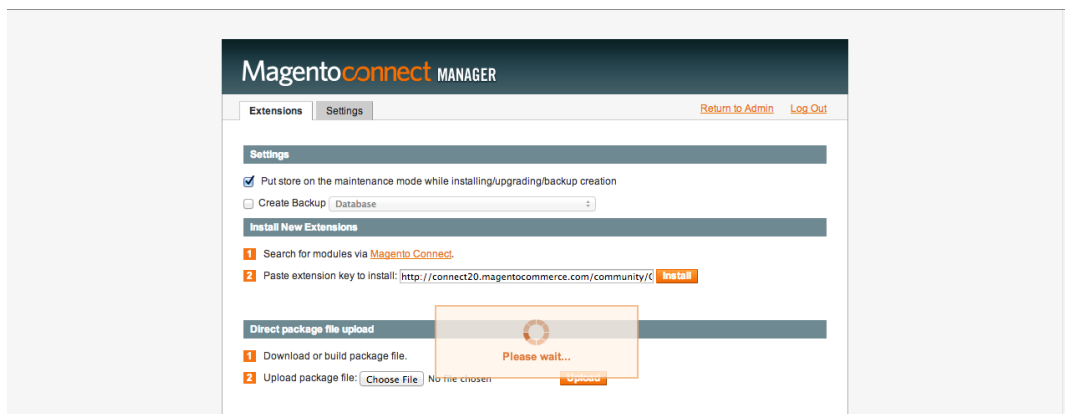 Magentoconnect MANAGER
Extensions Settings Return to Admin Log Out
Settings
Put store on the maintenance mode while installing/upgrading/backup creation
Create Backup Database
Install New Extensions
1 Search for modules via Magento Connect.
2 Paste extension key to install: http://connect20.magentocommerce.com/community/ Install
Direct package file upload
1 Download or build package file.
Please wait...
2 Upload package file: Choose File No file chosen Upload